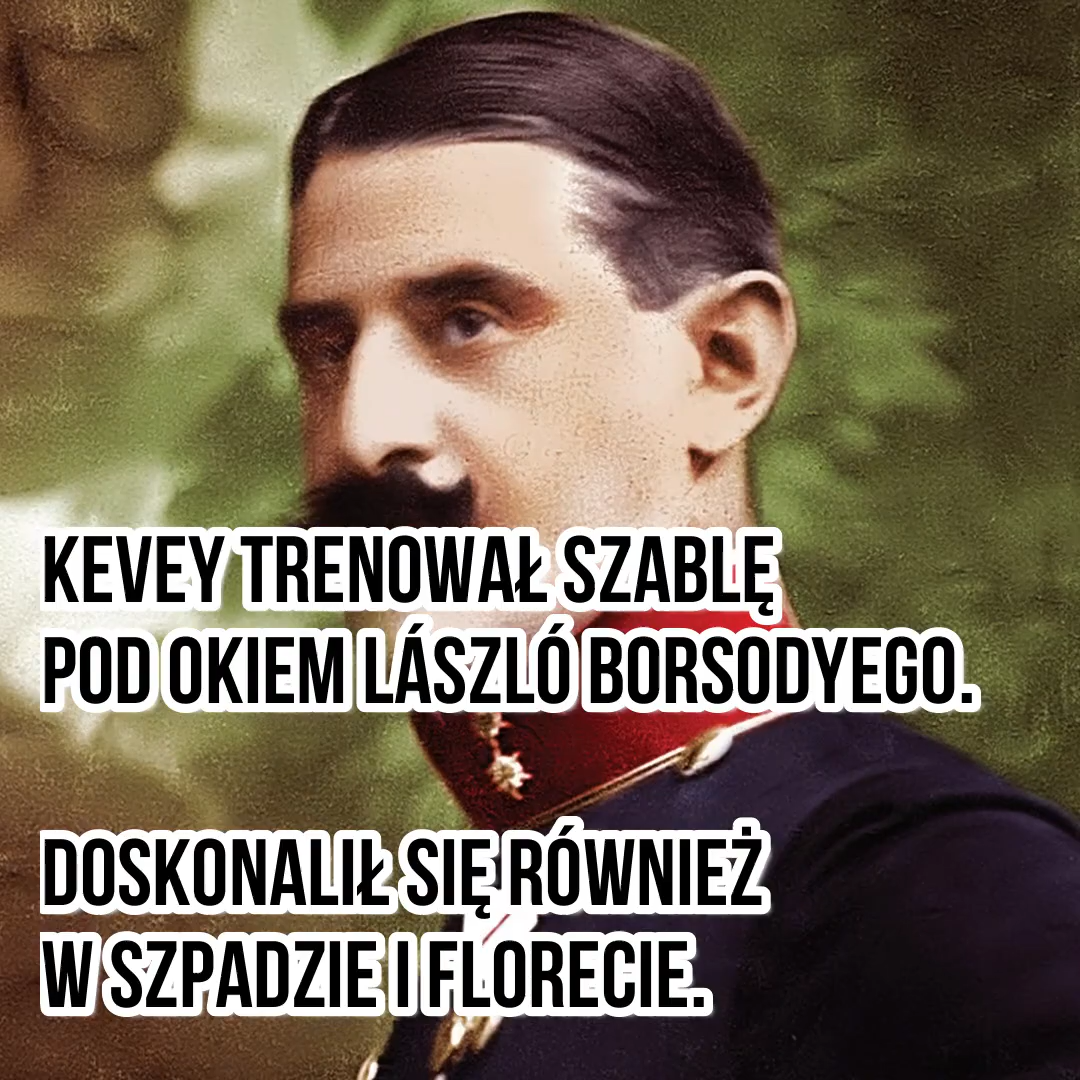 KEVEY TRENOWAŁ SZABLĘ
POD OKIEM LÁSZLÓ BORSODYEGO.
DOSKONALIŁ SIĘ RÓWNIEŻ
W SZPADZIE I FLORECIE.